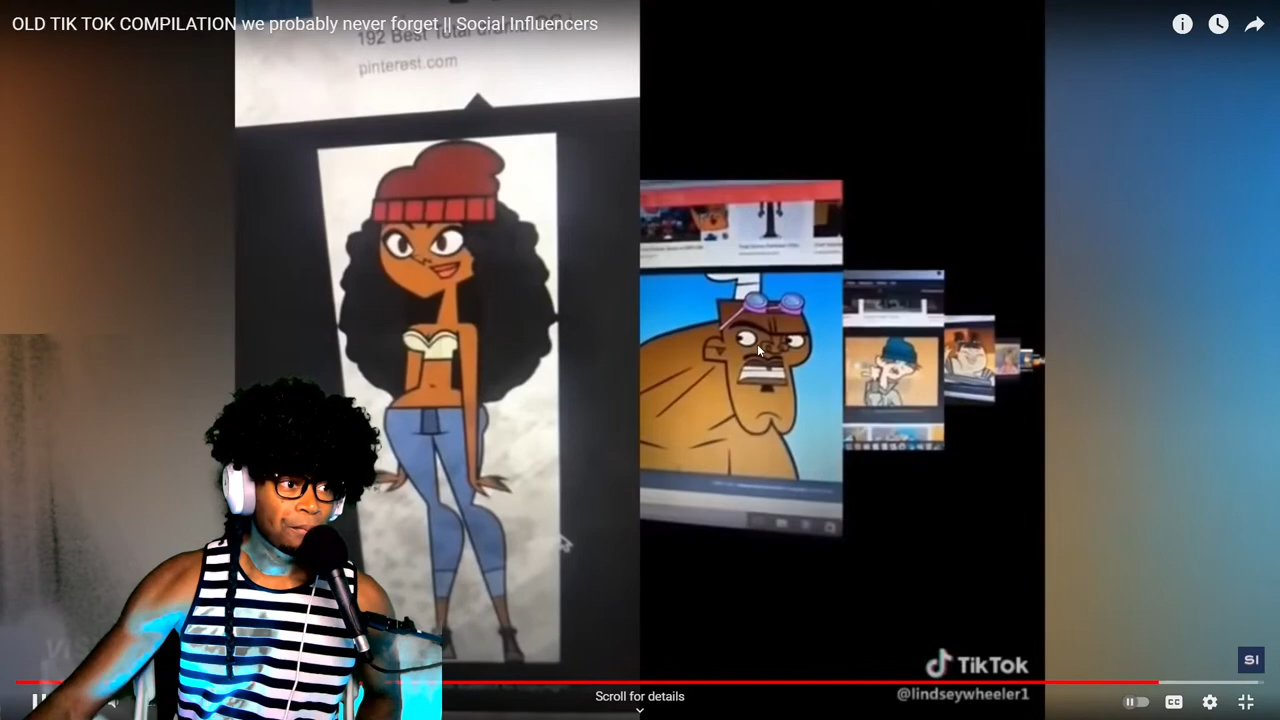 OLD TIK TOK COMPILATION we probably never forget || Social Influencers
192 Best Total
pinterest.com
SI
TikTok
@lindseywheeler1
Scroll for details
CC